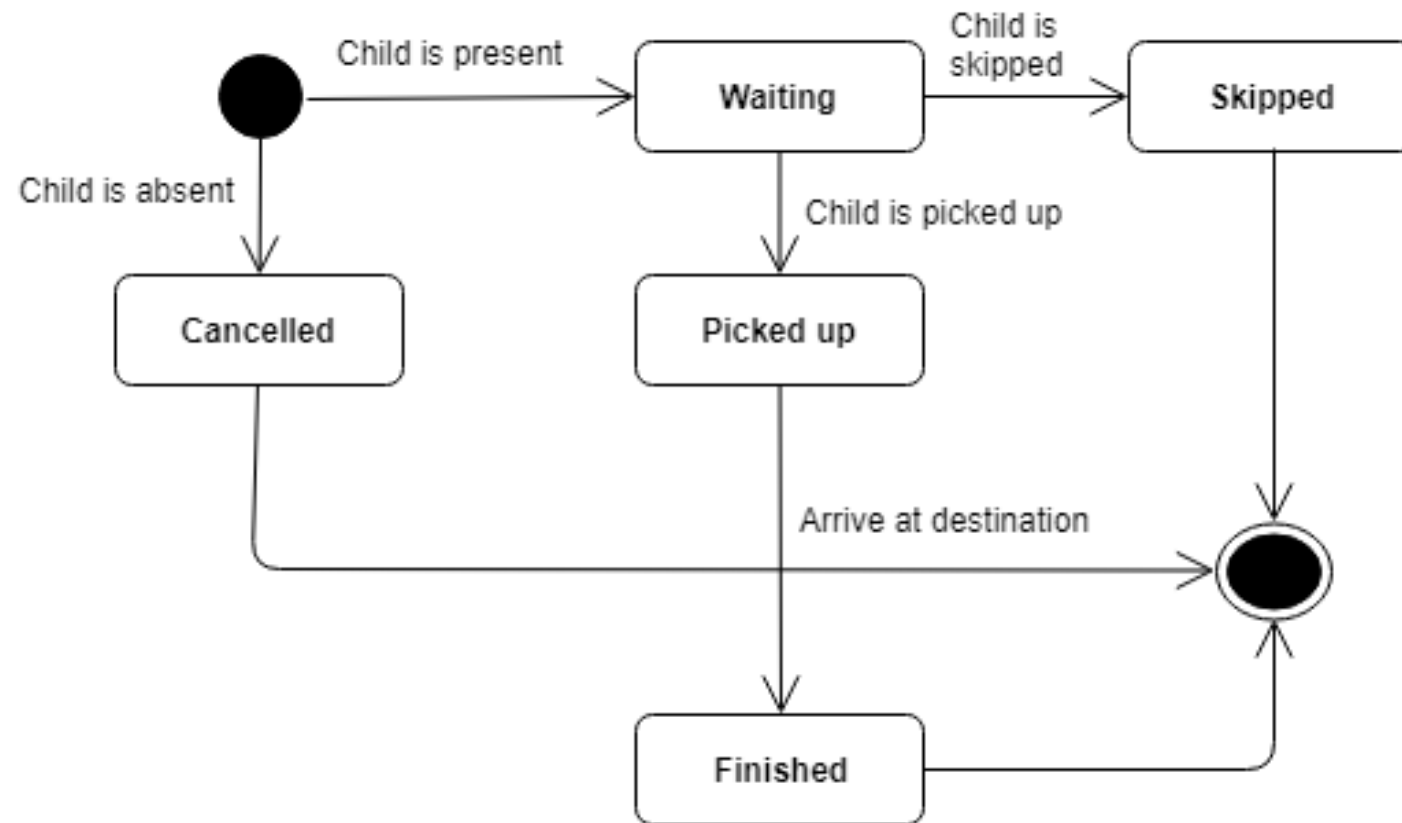 Child is present
Child is
skipped
Waiting
Skipped
Child is absent
Child is picked up
Cancelled
Picked up
Arrive at destination
Finished